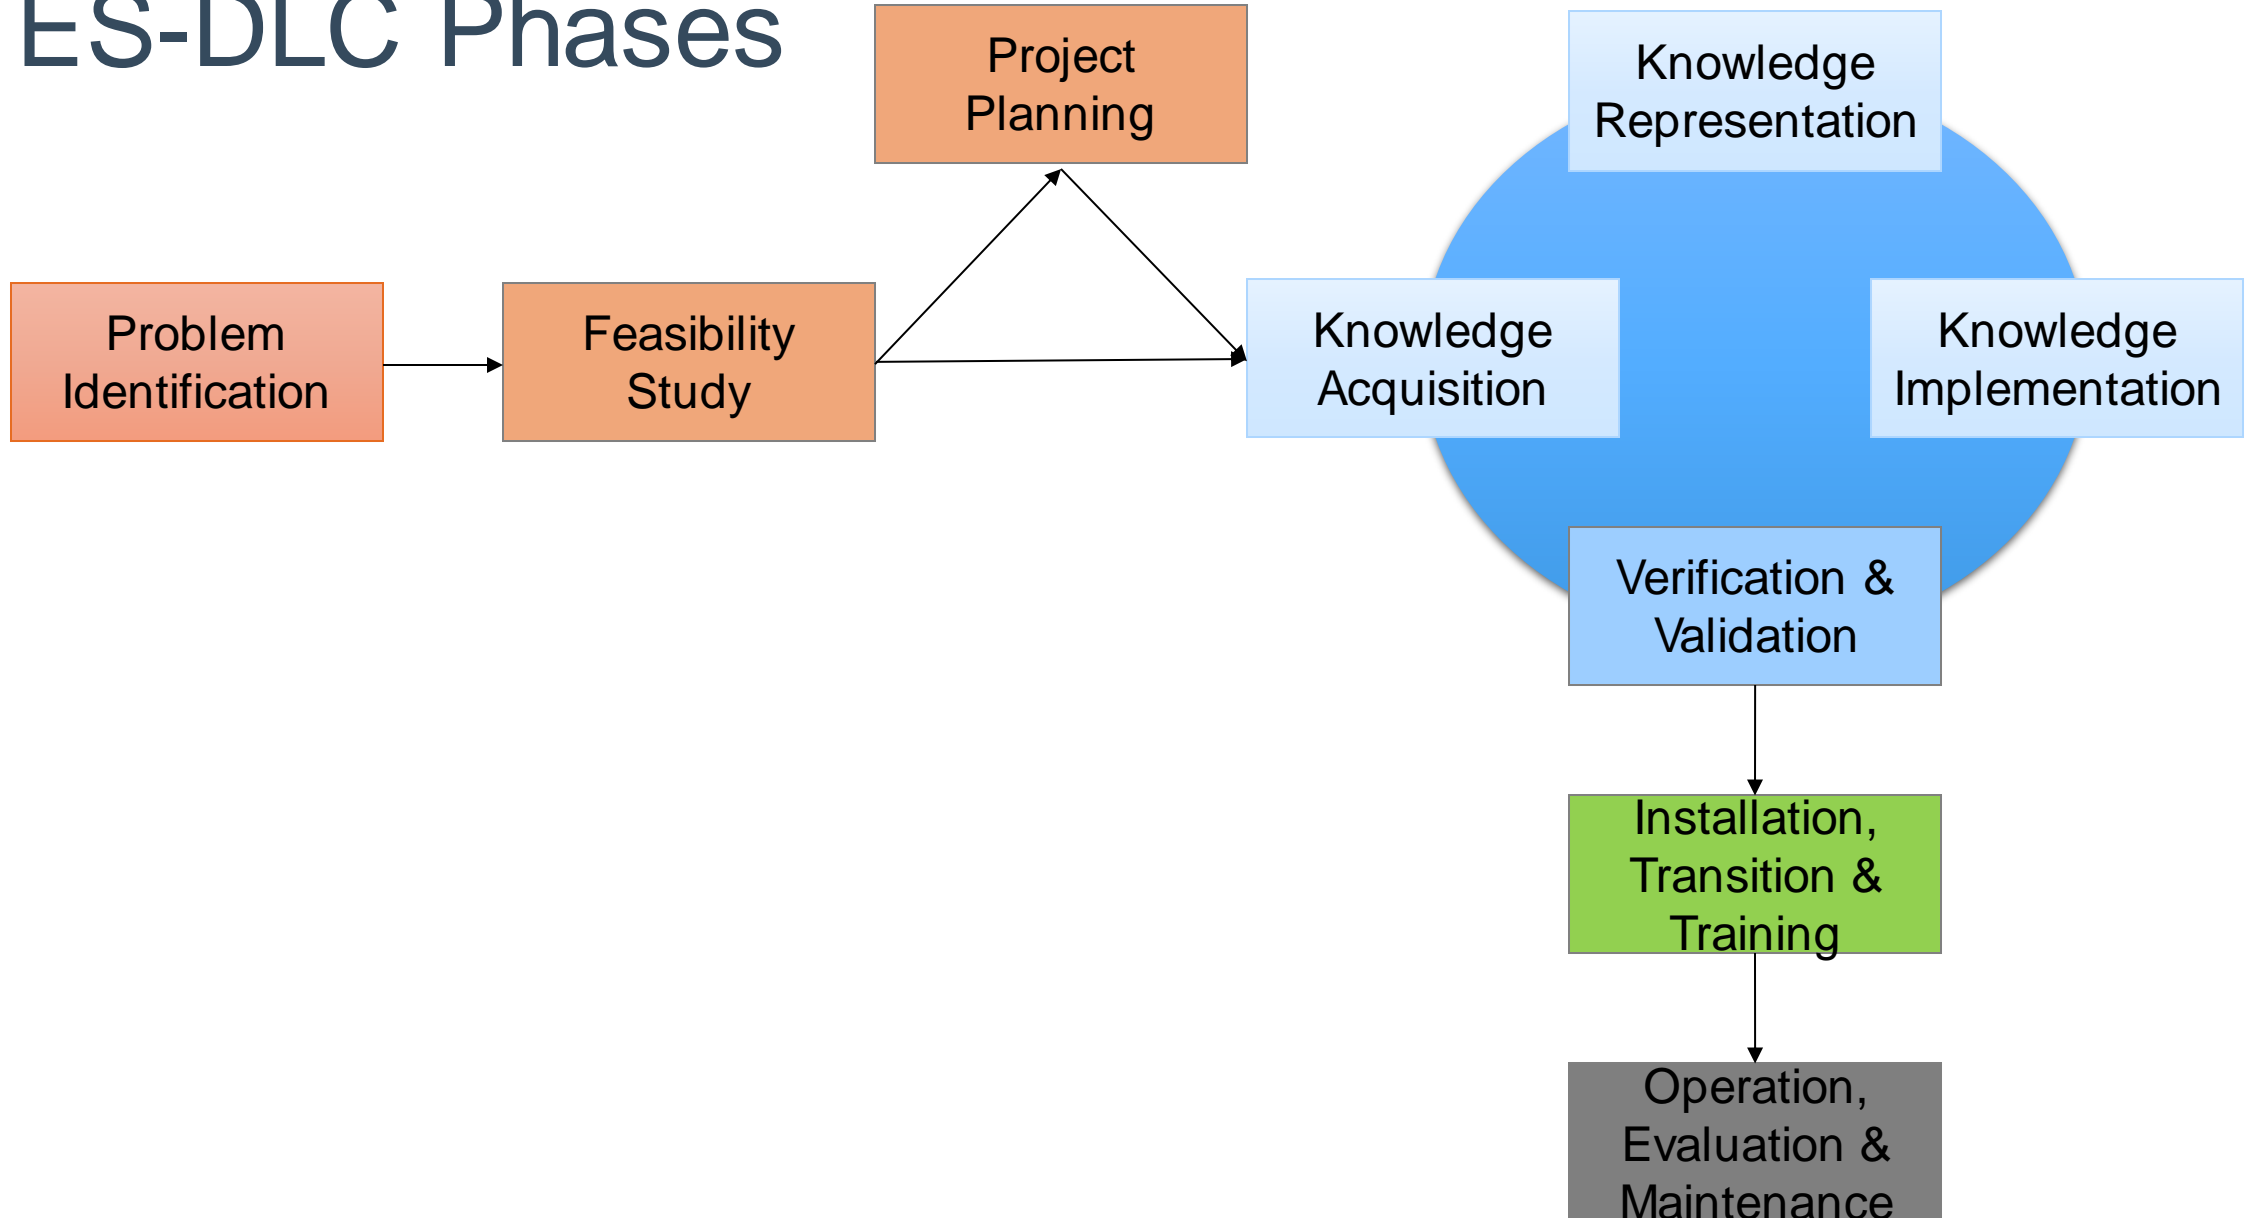 ES-DLC Phases
Project
Planning
Knowledge
Representation
Problem
Identification
Feasibility
Study
Knowledge
Acquisition
Knowledge
Implementation
Verification &
Validation
Installation,
Transition &
Training
Operation,
Evaluation &
Maintenance